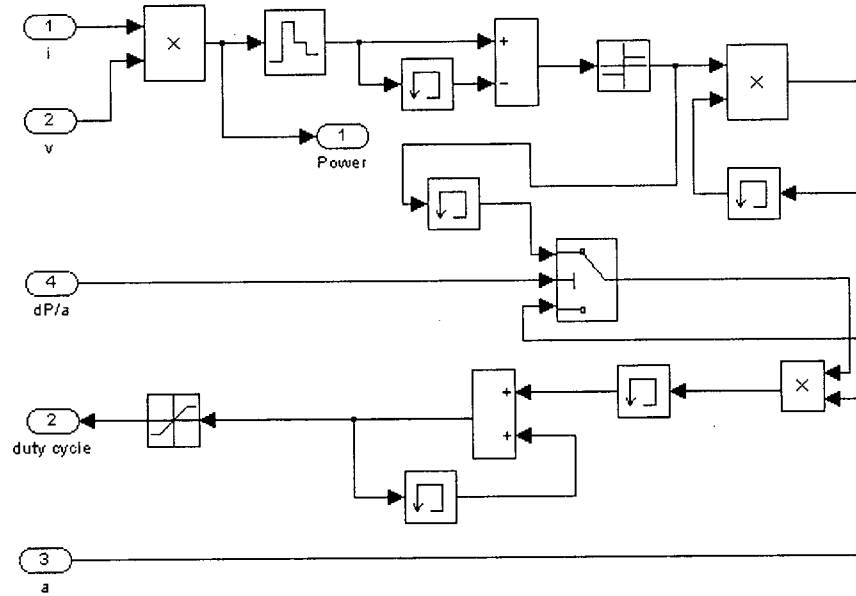 1
i
×
+
−
×
2
v
1
Power
4
dP/a
×
+
+
2
duty cycle
3
a